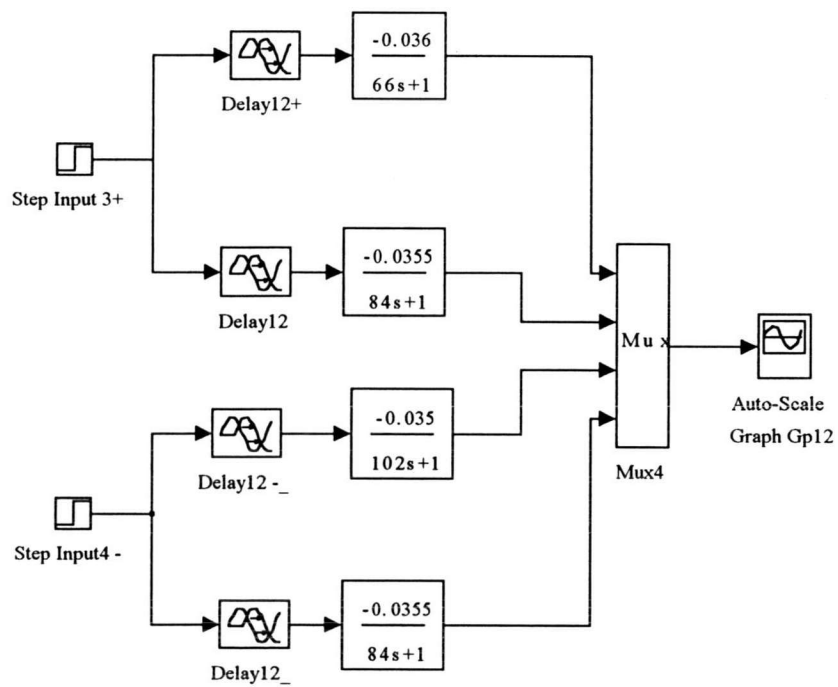 -0.036
66s+1
Delay12+
Step Input 3+
-0.0355
84s+1
Delay12
Mux
Auto-Scale
Graph Gp12
-0.035
102s+1
Delay12 -_
Mux4
Step Input4 -
-0.0355
84s+1
Delay12_